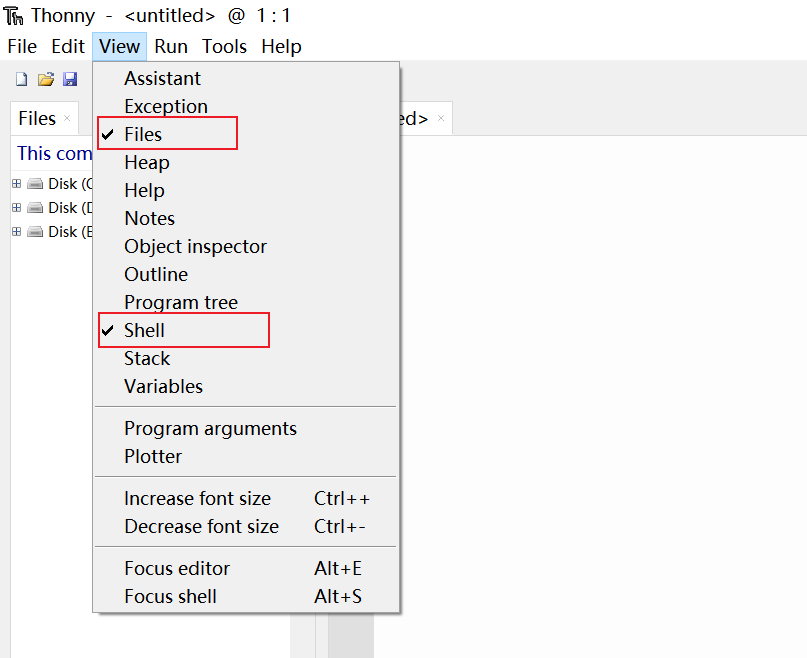 Thonny - <untitled> @ 1 : 1
File Edit View Run Tools Help
Files × ed> ×
This com
Disk (
Disk (
Disk (
Assistant
Exception
✓ Files
Heap
Help
Notes
Object inspector
Outline
Program tree
✓ Shell
Stack
Variables
Program arguments
Plotter
Increase font size Ctrl++
Decrease font size Ctrl+-
Focus editor Alt+E
Focus shell Alt+S